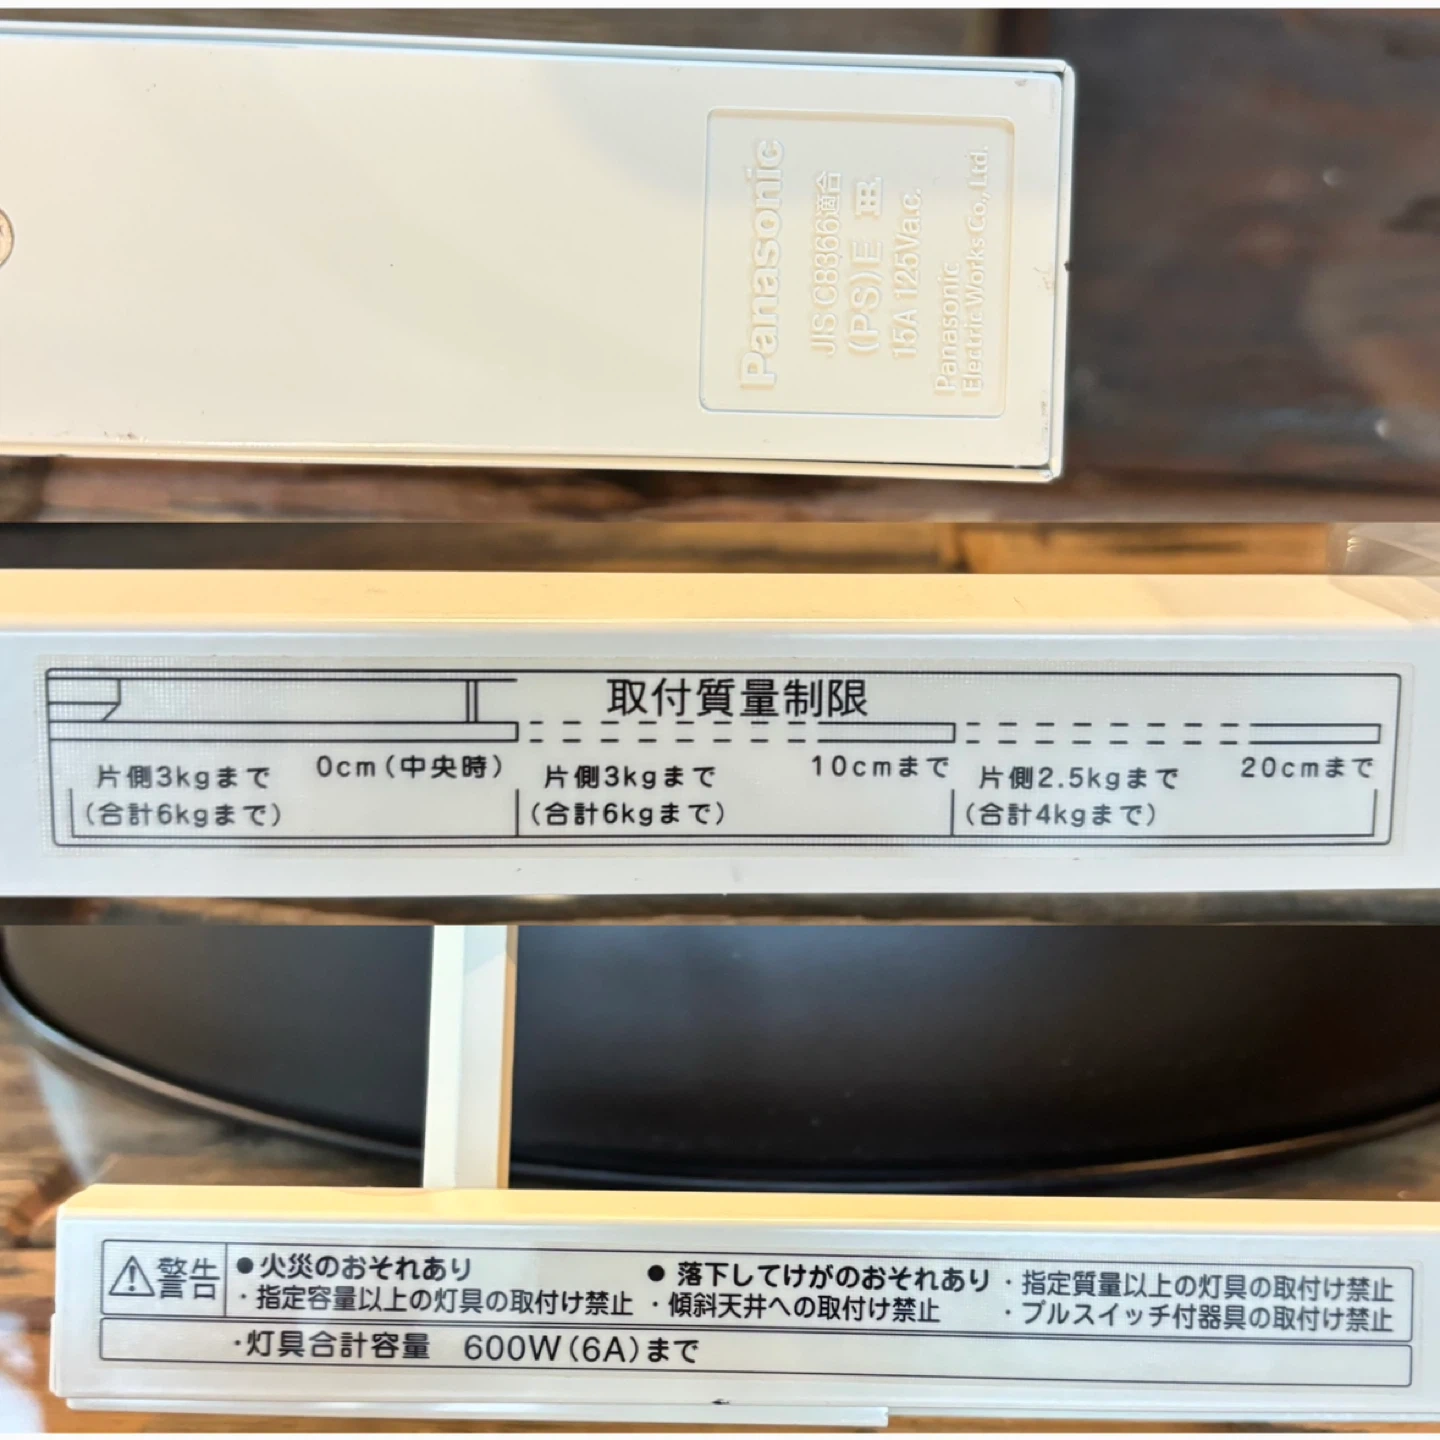 Panasonic
JIS C8366適合
(PS)E
15A 125Va.c.
Panasonic
Electric Works Co., Ltd.
取付質量制限
0cm(中央時)
10cmまで
20cmまで
片側3kgまで
(合計6kgまで)
片側3kgまで
(合計6kgまで)
片側2.5kgまで
(合計4kgまで)
警告
●火災のおそれあり
・指定容量以上の灯具の取付け禁止
●落下してけがのおそれあり
・傾斜天井への取付け禁止
・指定質量以上の灯具の取付け禁止
・プルスイッチ付器具の取付け禁止
・灯具合計容量 600W(6A)まで